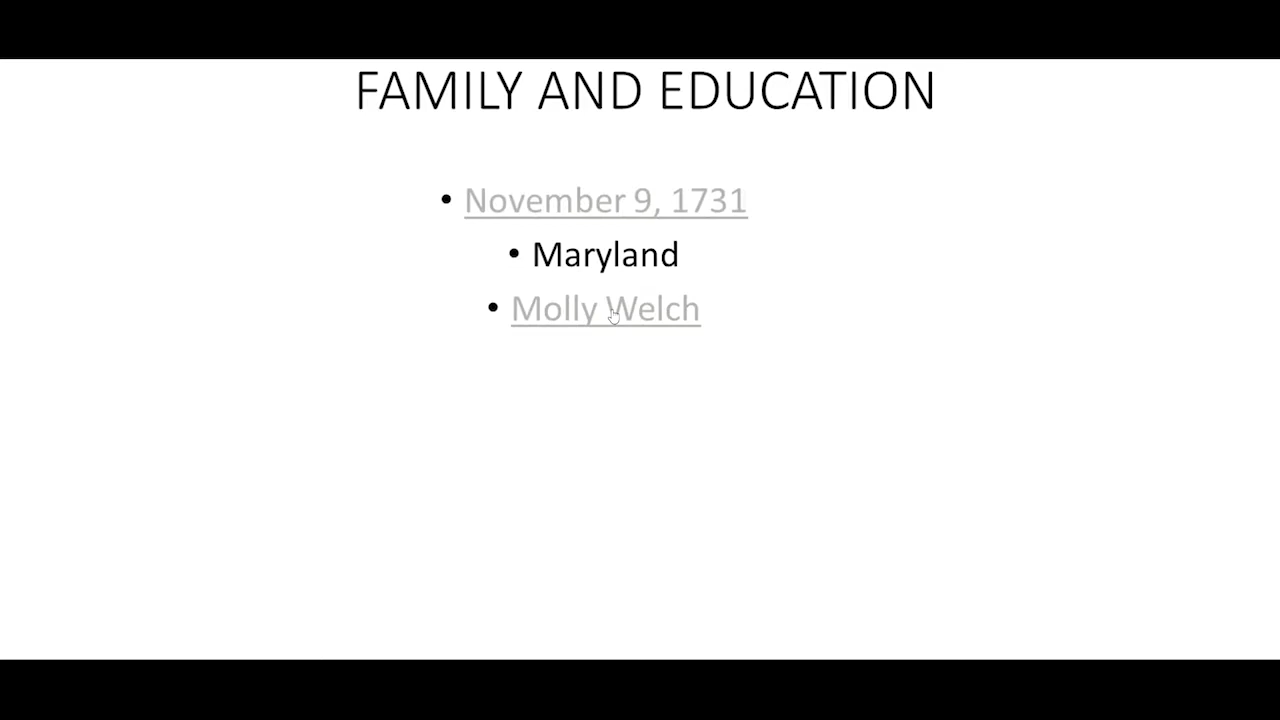 FAMILY AND EDUCATION
• November 9, 1731
• Maryland
• Molly Welch